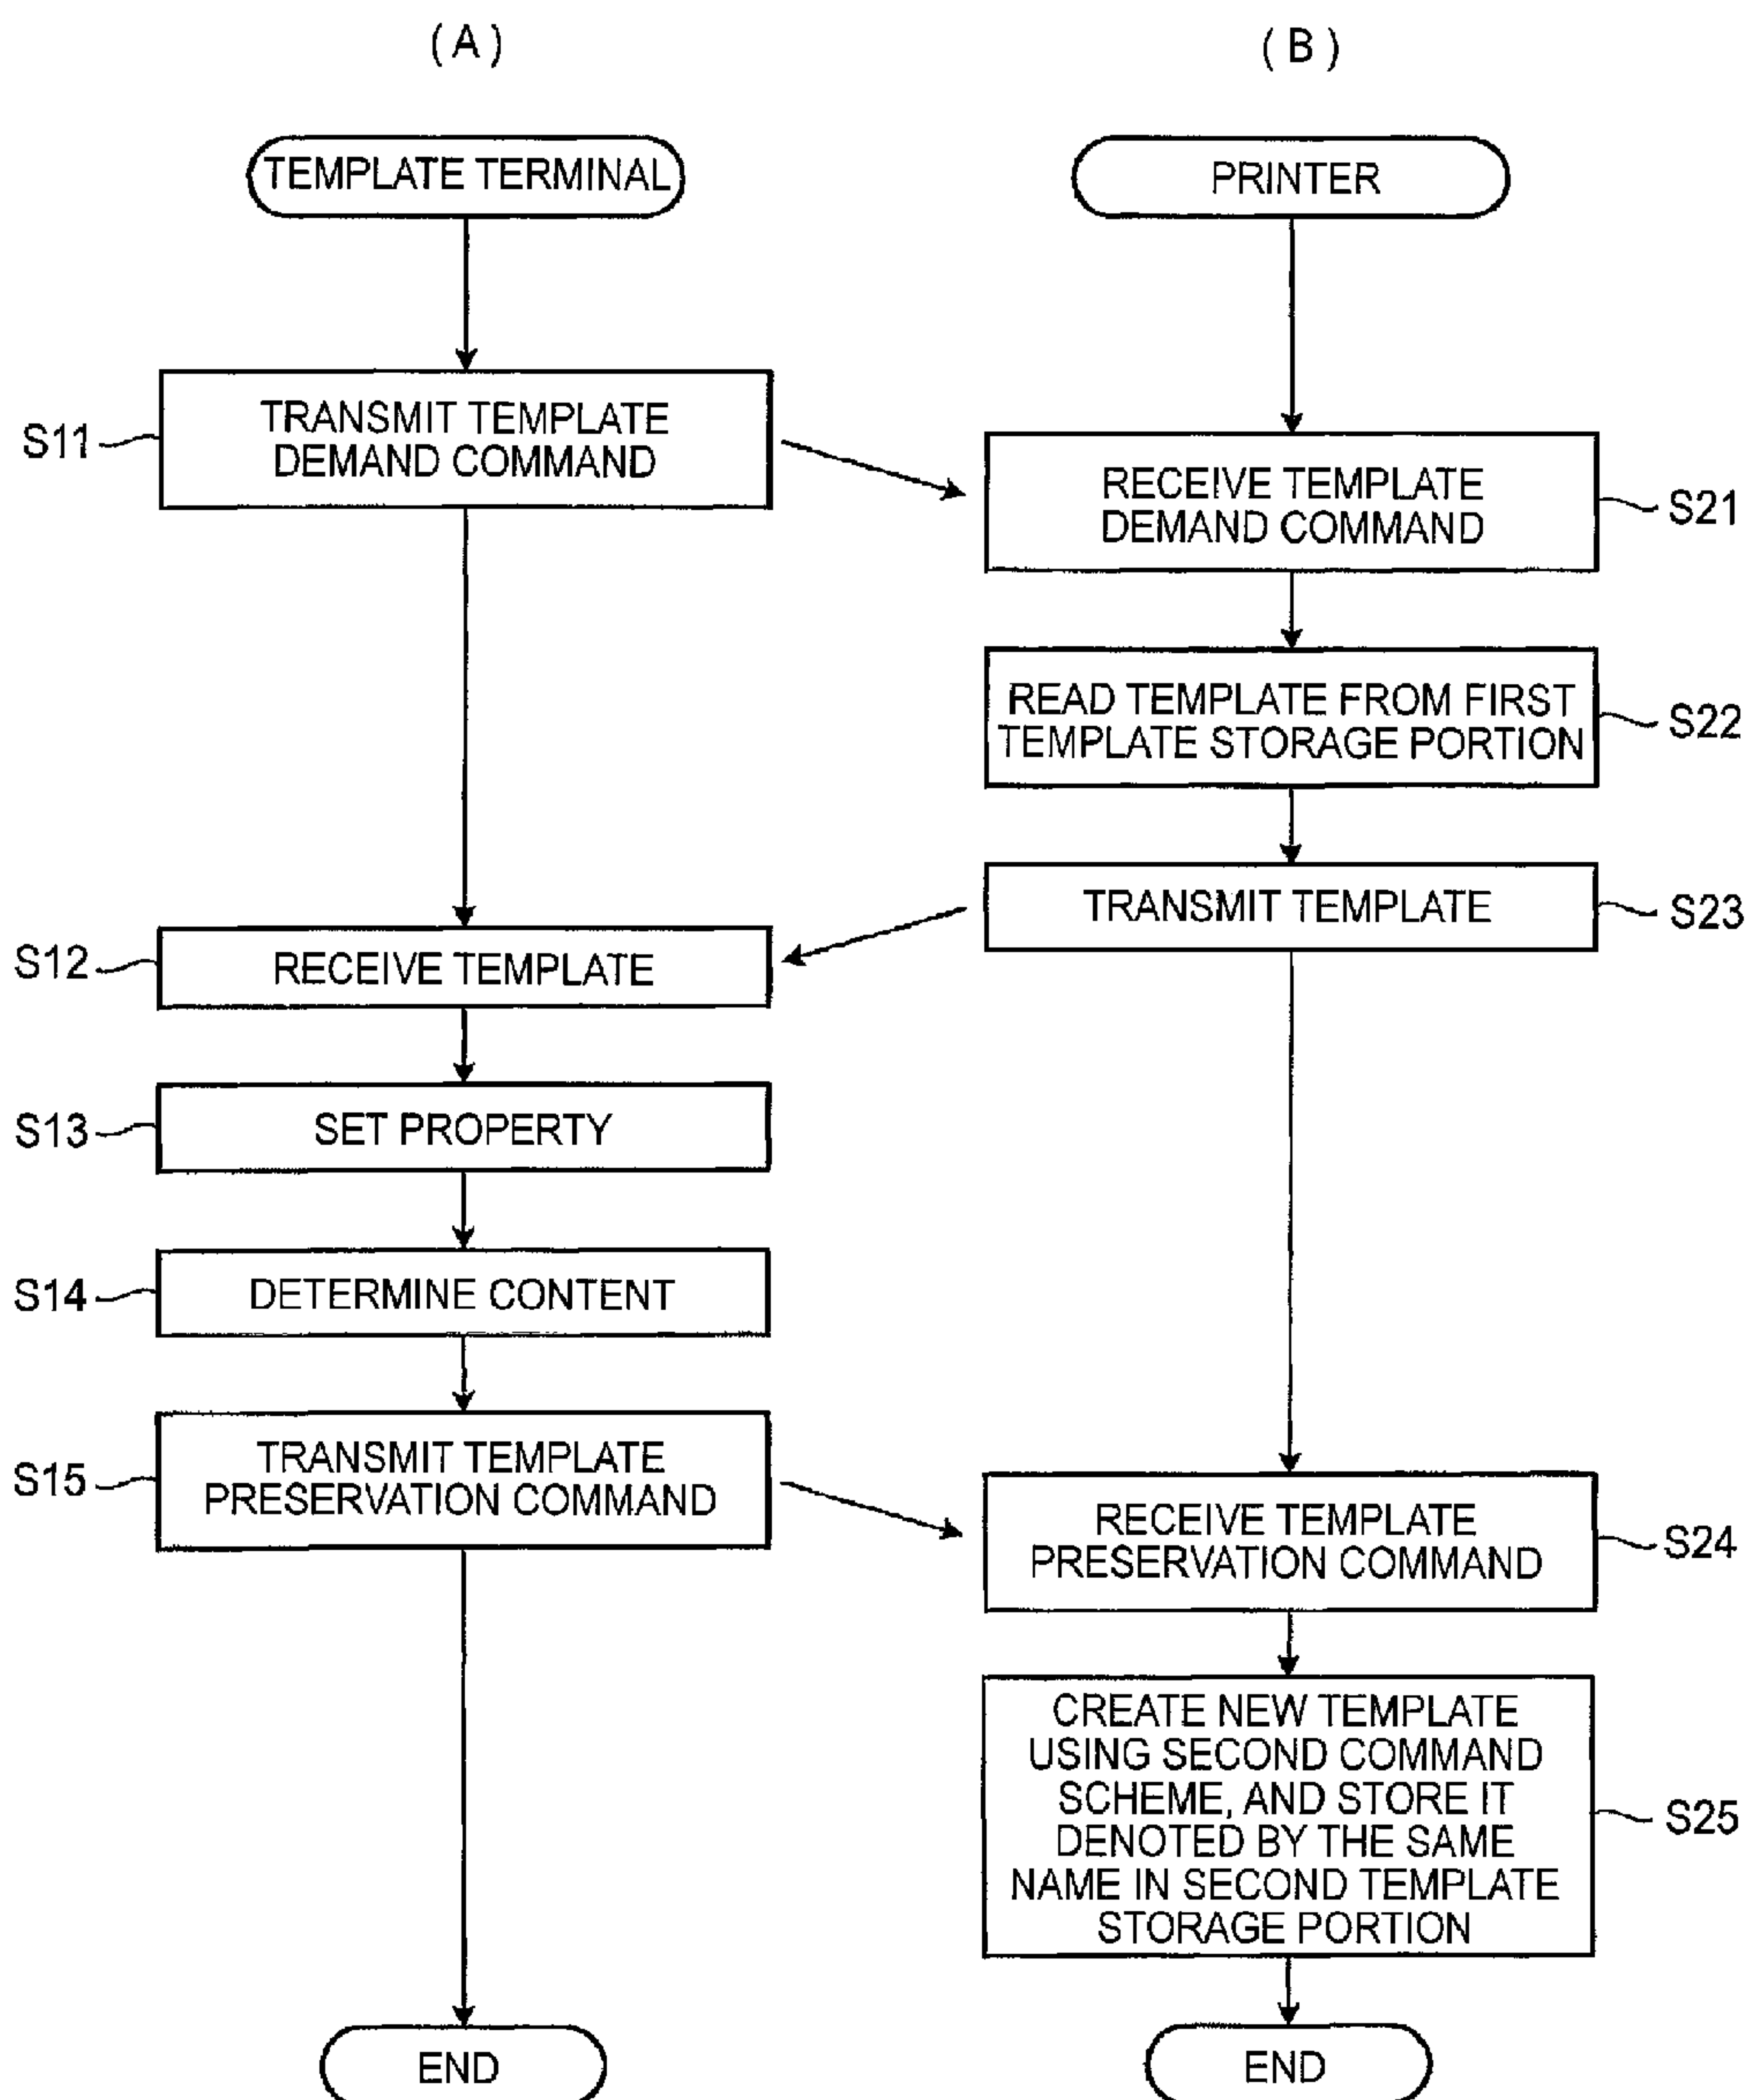 (A)
(B)
TEMPLATE TERMINAL
PRINTER
S11
TRANSMIT TEMPLATE
DEMAND COMMAND
RECEIVE TEMPLATE
DEMAND COMMAND
S21
READ TEMPLATE FROM FIRST
TEMPLATE STORAGE PORTION
S22
TRANSMIT TEMPLATE
S23
S12
RECEIVE TEMPLATE
S13
SET PROPERTY
S14
DETERMINE CONTENT
S15
TRANSMIT TEMPLATE
PRESERVATION COMMAND
RECEIVE TEMPLATE
PRESERVATION COMMAND
S24
CREATE NEW TEMPLATE
USING SECOND COMMAND
SCHEME, AND STORE IT
DENOTED BY THE SAME
NAME IN SECOND TEMPLATE
STORAGE PORTION
S25
END
END